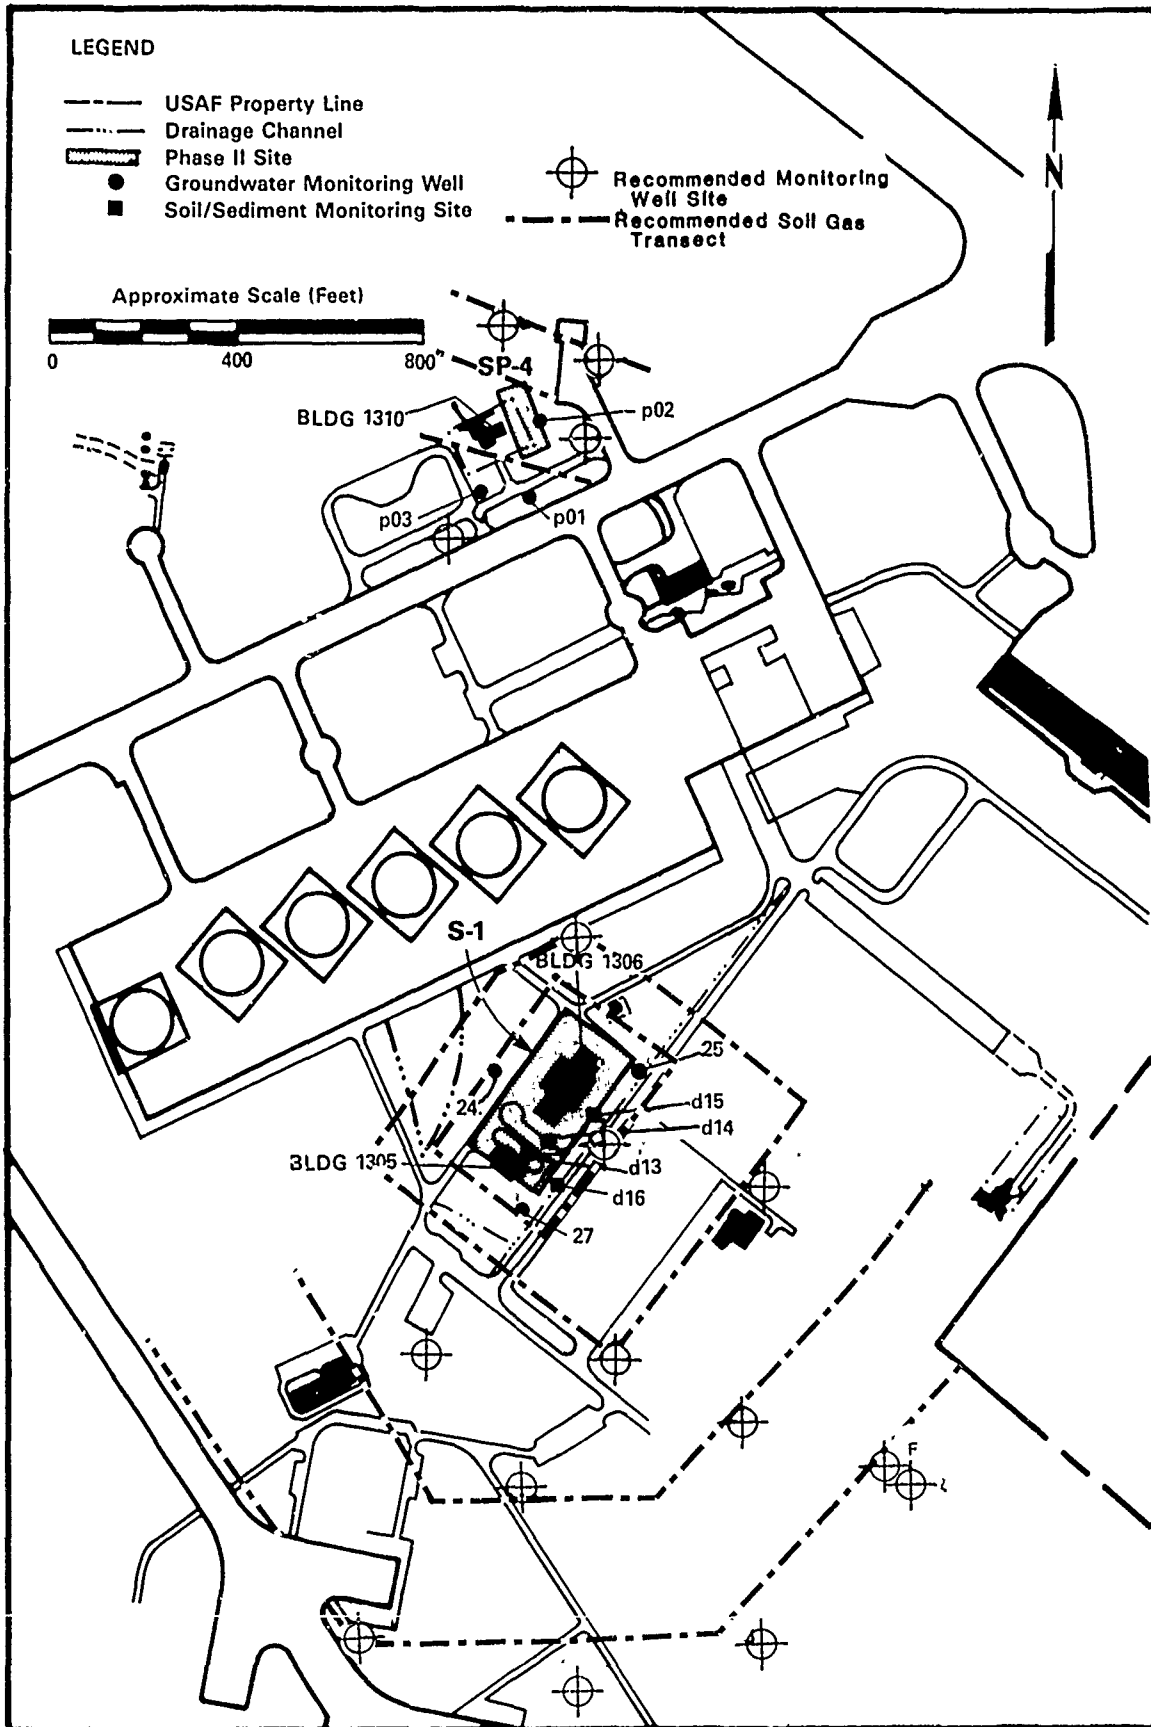 LEGEND
USAF Property Line
Drainage Channel
Phase II Site
Groundwater Monitoring Well
Soil/Sediment Monitoring Site
Recommended Monitoring
Well Site
Recommended Soil Gas
Transect
N
Approximate Scale (Feet)
0 400 800
SP-4
BLDG 1310
p02
p03
p01
S-1
BLDG 1306
25
24
d15
d14
BLDG 1305
d13
d16
27
F